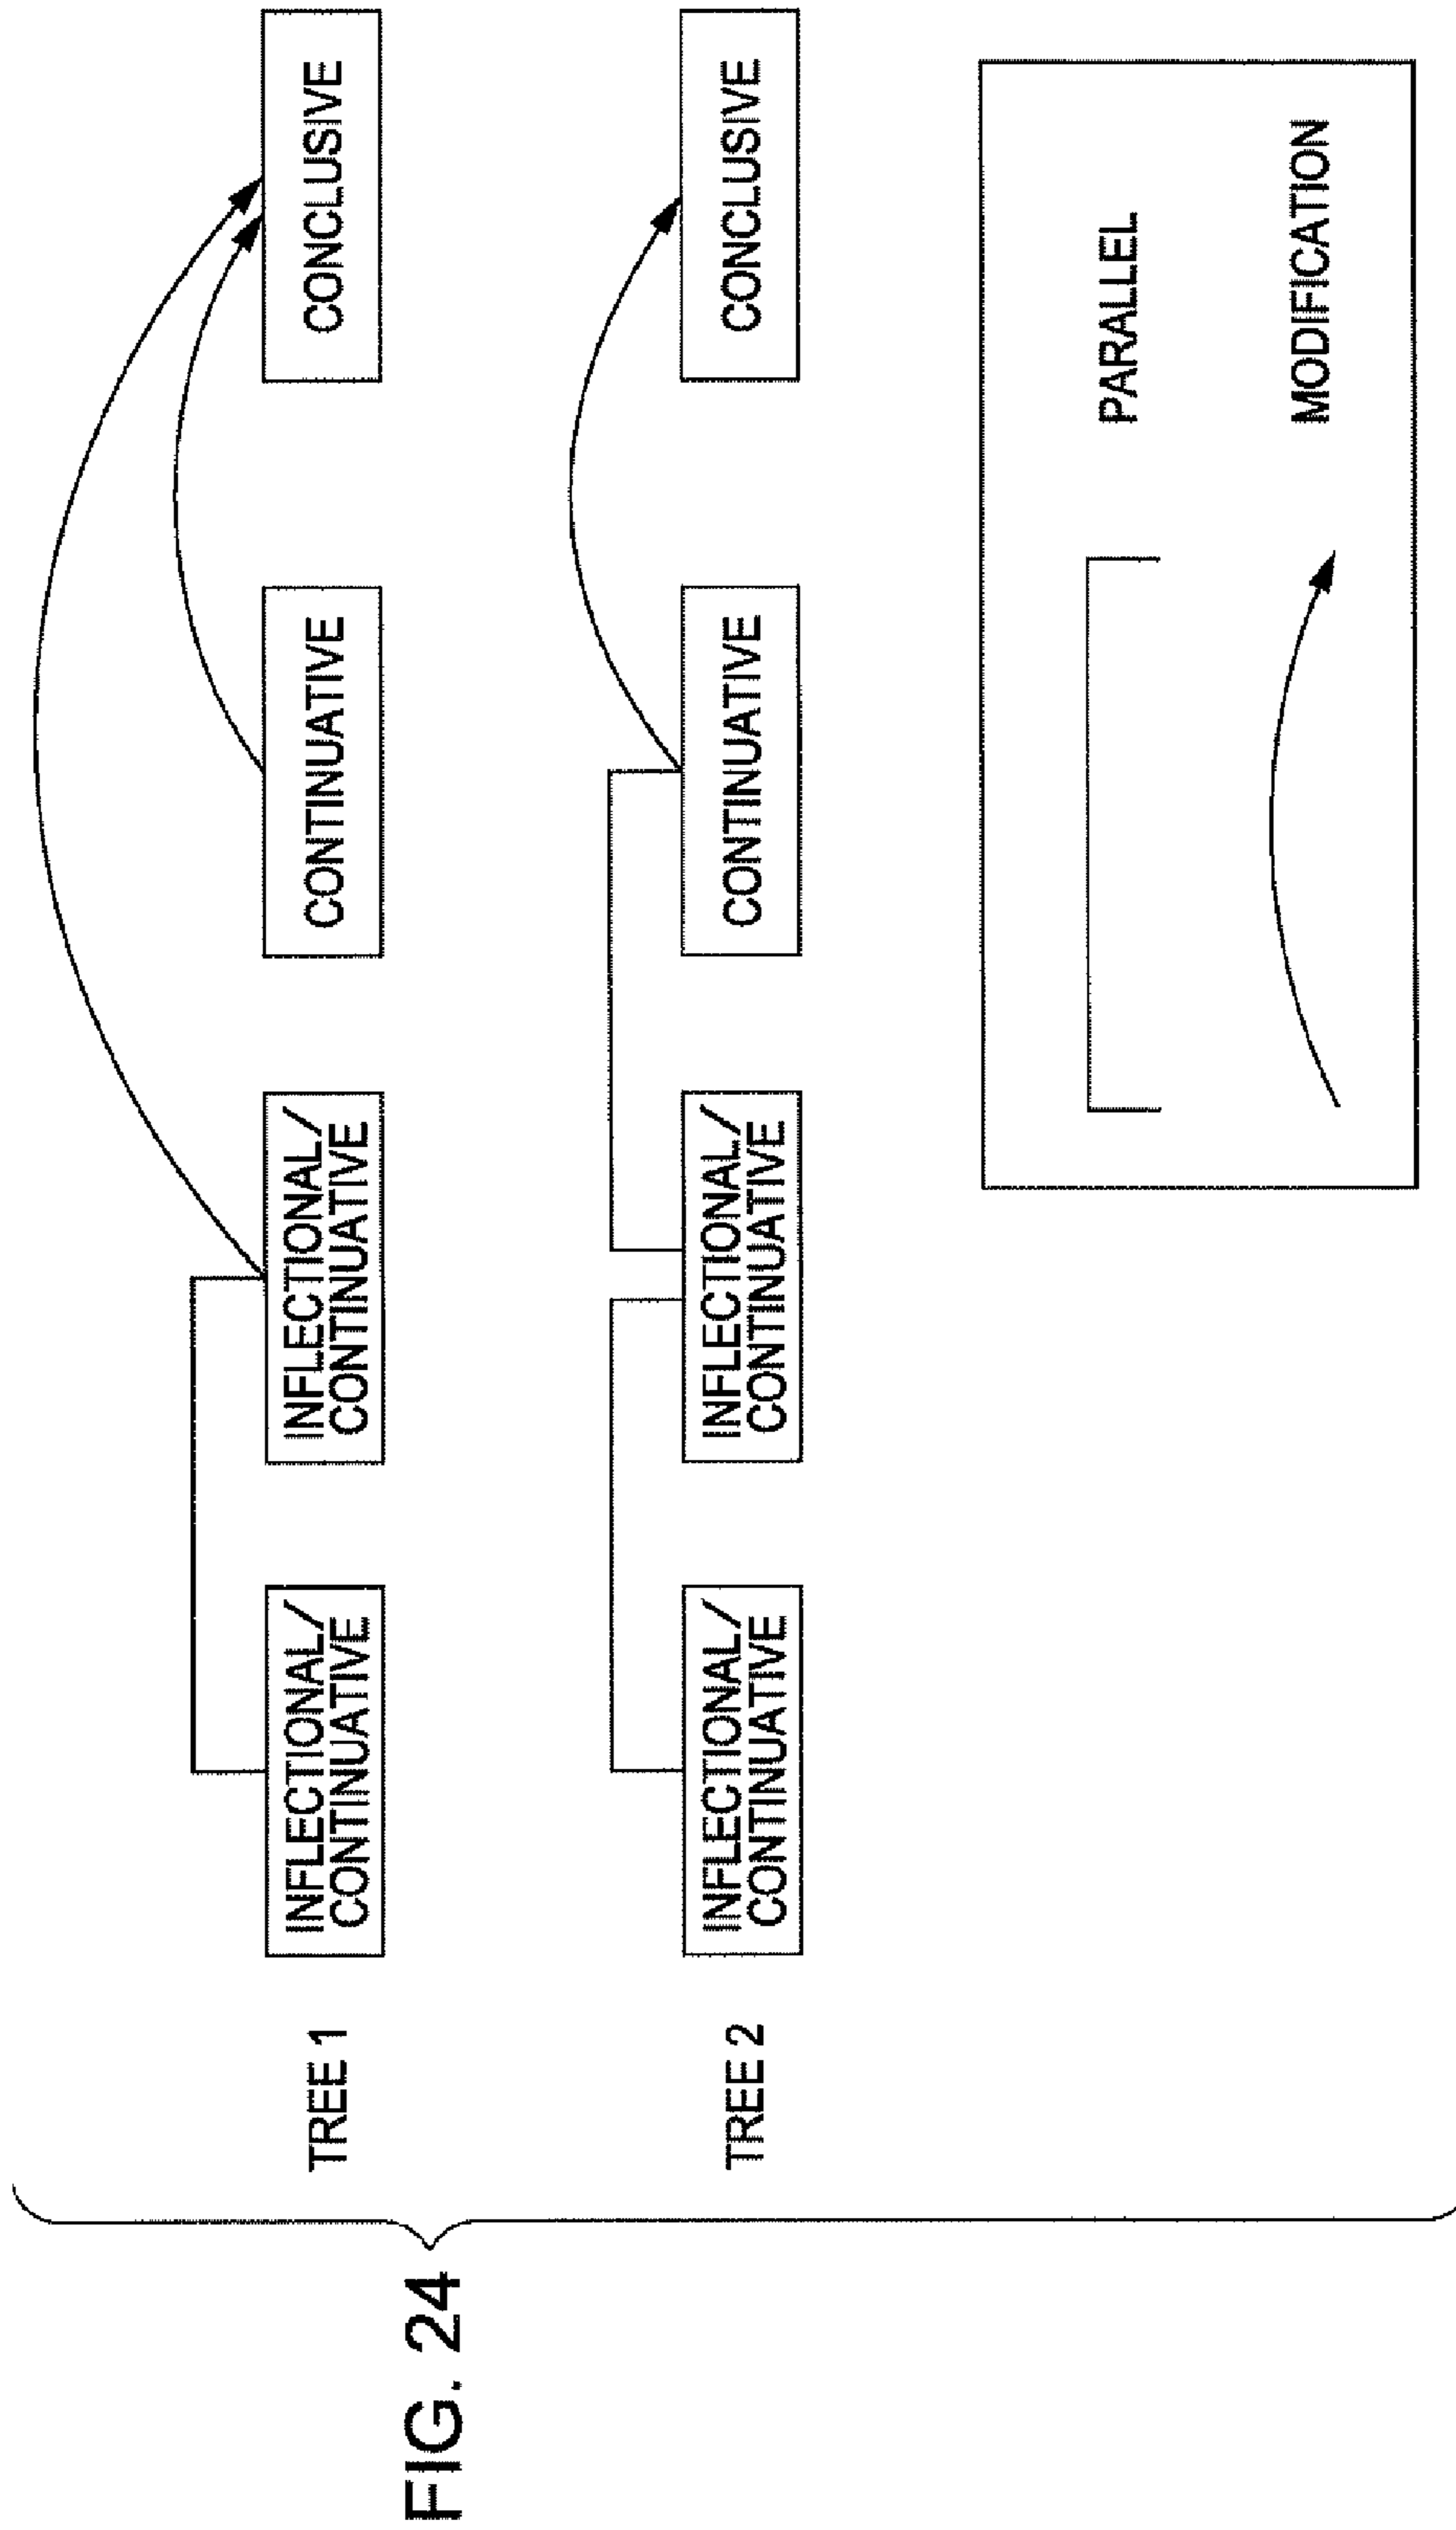 FIG. 24
TREE 1
INFLECTIONAL/
CONTINUATIVE
INFLECTIONAL/
CONTINUATIVE
CONTINUATIVE
CONCLUSIVE
TREE 2
INFLECTIONAL/
CONTINUATIVE
INFLECTIONAL/
CONTINUATIVE
CONTINUATIVE
CONCLUSIVE
PARALLEL
MODIFICATION